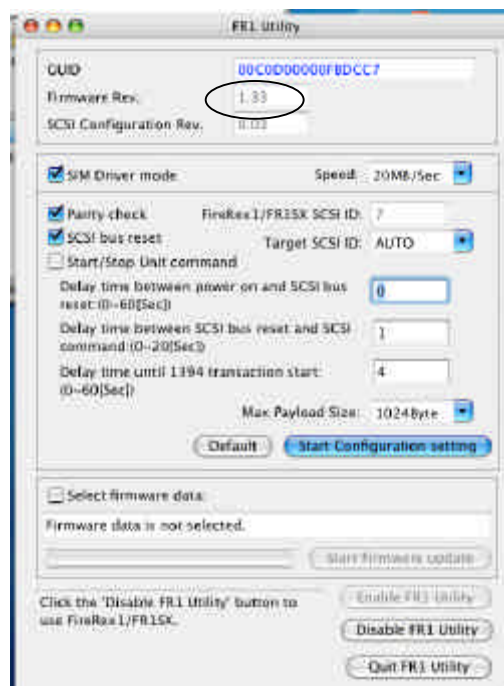 FR1 Utility
GUID 00C0D00000FBDCC7
Firmware Rev. 1.33
SCSI Configuration Rev. 0.03
SIM Driver mode Speed: 20MB/Sec
Parity check FireRex1/FR1SX SCSI ID: 7
SCSI bus reset Target SCSI ID: AUTO
Start/Stop Unit command
Delay time between power on and SCSI bus
reset (0~60[Sec]) 0
Delay time between SCSI bus reset and SCSI
command (0~20[Sec]) 1
Delay time until 1394 transaction start
(0~60[Sec]) 4
Max Payload Size: 1024Byte
Default Start Configuration setting
Select firmware data:
Firmware data is not selected.
Start firmware update
Click the 'Disable FR1 Utility' button to
use FireRex1/FR1SX.
Enable FR1 Utility
Disable FR1 Utility
Quit FR1 Utility